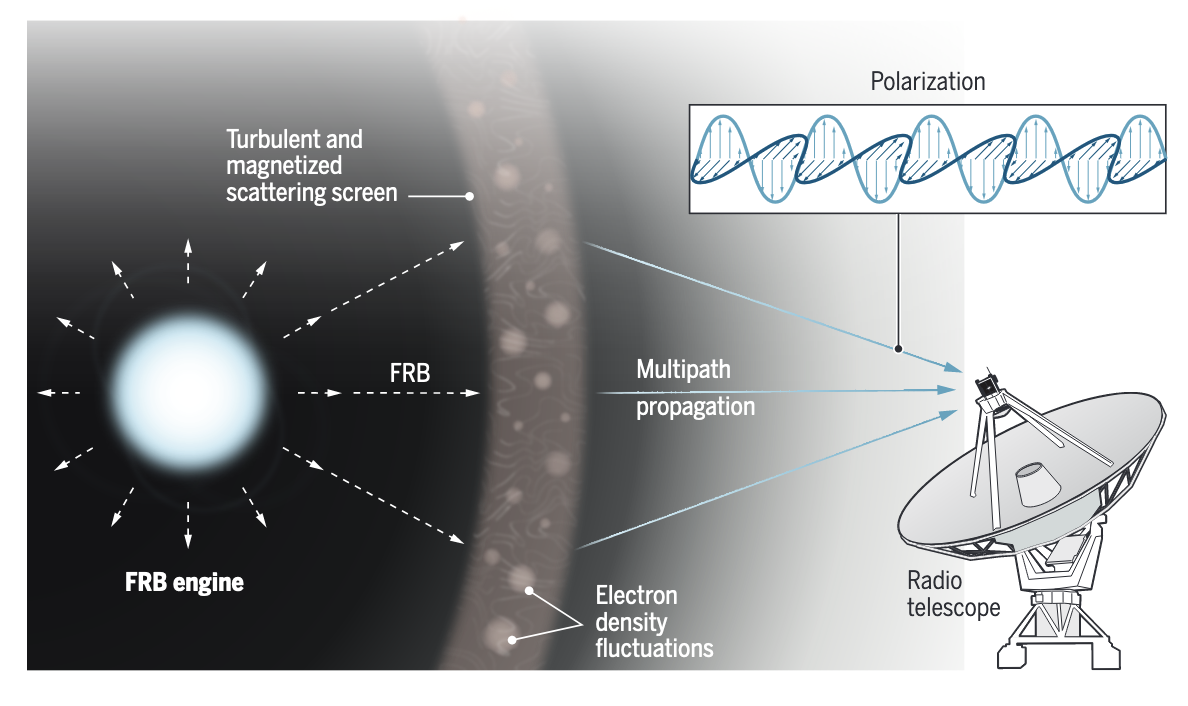 Polarization
Turbulent and
magnetized
scattering screen
FRB
Multipath
propagation
FRB engine
Electron
density
fluctuations
Radio
telescope